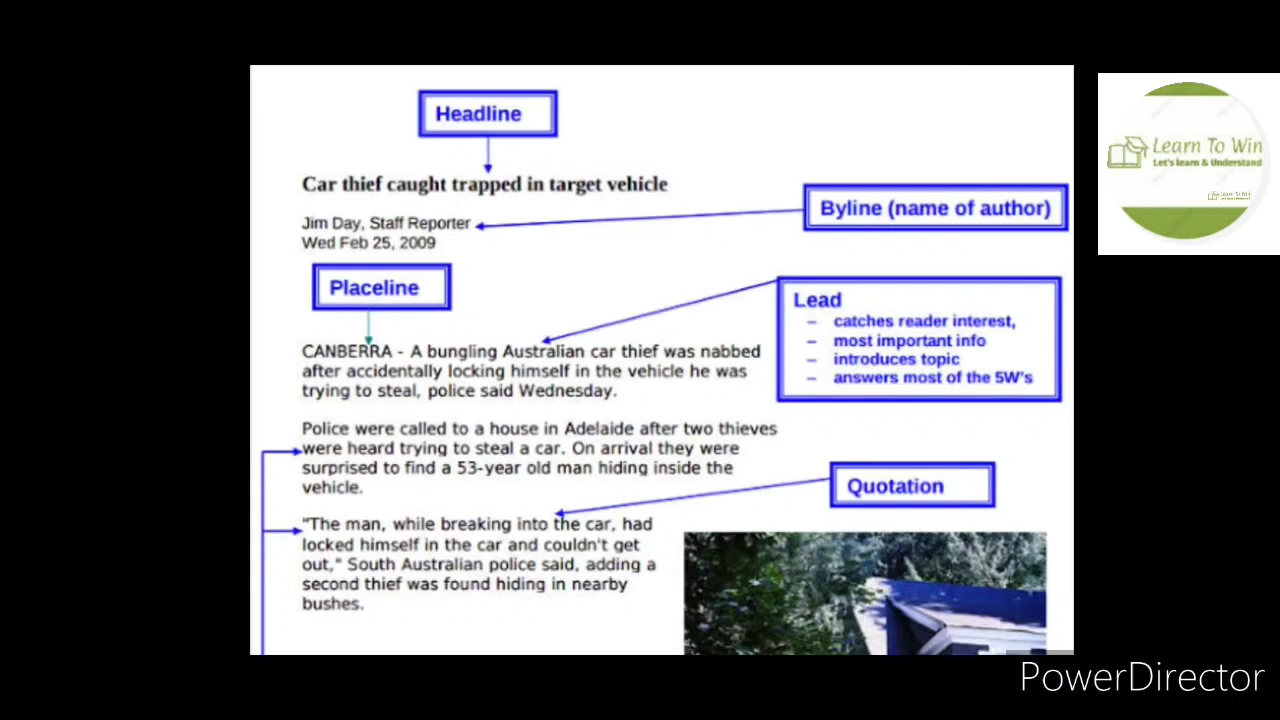 Headline
Car thief caught trapped in target vehicle
Byline (name of author)
Jim Day, Staff Reporter
Wed Feb 25, 2009
Placeline
Lead
– catches reader interest,
– most important info
– introduces topic
– answers most of the 5W's
CANBERRA - A bungling Australian car thief was nabbed
after accidentally locking himself in the vehicle he was
trying to steal, police said Wednesday.
Police were called to a house in Adelaide after two thieves
were heard trying to steal a car. On arrival they were
surprised to find a 53-year old man hiding inside the
vehicle.
Quotation
"The man, while breaking into the car, had
locked himself in the car and couldn't get
out," South Australian police said, adding a
second thief was found hiding in nearby
bushes.
Learn To Win
Let's learn & Understand
Learn To Win
PowerDirector